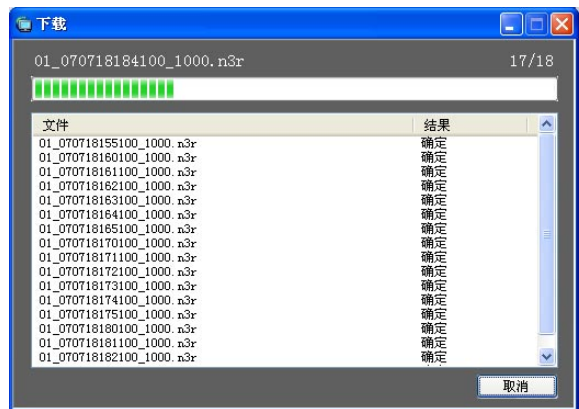 下载
01_070718184100_1000.n3r 17/18
文件 结果
01_070718155100_1000.n3r 确定
01_070718160100_1000.n3r 确定
01_070718161100_1000.n3r 确定
01_070718162100_1000.n3r 确定
01_070718163100_1000.n3r 确定
01_070718164100_1000.n3r 确定
01_070718165100_1000.n3r 确定
01_070718170100_1000.n3r 确定
01_070718171100_1000.n3r 确定
01_070718172100_1000.n3r 确定
01_070718173100_1000.n3r 确定
01_070718174100_1000.n3r 确定
01_070718175100_1000.n3r 确定
01_070718180100_1000.n3r 确定
01_070718181100_1000.n3r 确定
01_070718182100_1000.n3r 确定
取消